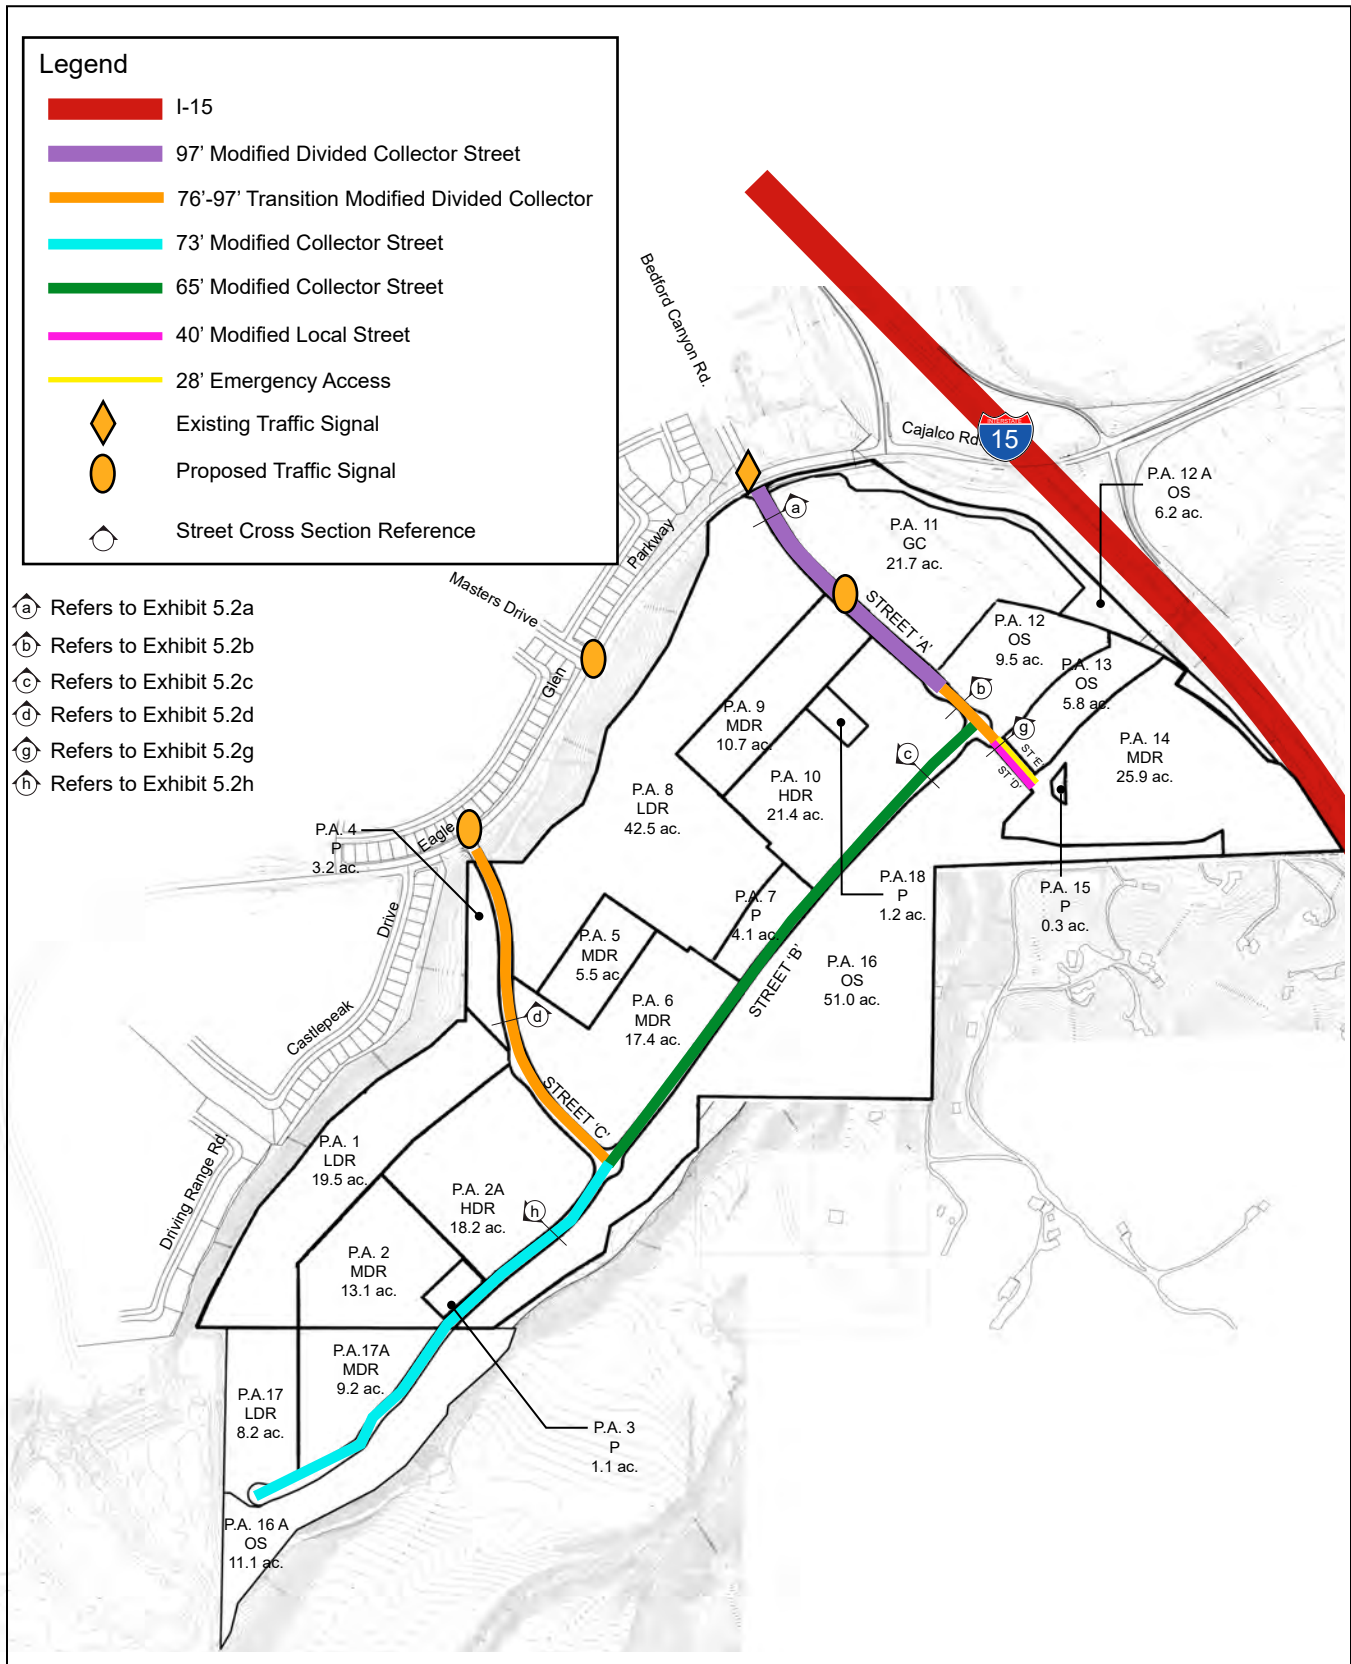 Legend
I-15
97’ Modified Divided Collector Street
76’-97’ Transition Modified Divided Collector
73’ Modified Collector Street
65’ Modified Collector Street
40’ Modified Local Street
28’ Emergency Access
Existing Traffic Signal
Proposed Traffic Signal
Street Cross Section Reference
a Refers to Exhibit 5.2a
b Refers to Exhibit 5.2b
c Refers to Exhibit 5.2c
d Refers to Exhibit 5.2d
g Refers to Exhibit 5.2g
h Refers to Exhibit 5.2h
Bedford Canyon Rd.
Cajalco Rd
INTERSTATE
15
P.A. 12 A
OS
6.2 ac.
a
P.A. 11
GC
21.7 ac.
Parkway
Masters Drive
Glen
Eagle
STREET ‘A’
P.A. 12
OS
9.5 ac.
P.A. 13
OS
5.8 ac.
b
g
c
ST ‘E’
ST ‘D’
P.A. 14
MDR
25.9 ac.
P.A. 9
MDR
10.7 ac.
P.A. 10
HDR
21.4 ac.
P.A. 8
LDR
42.5 ac.
P.A. 4
P
3.2 ac.
P.A.18
P
1.2 ac.
P.A. 15
P
0.3 ac.
P.A. 7
P
4.1 ac.
Drive
Castlepeak
P.A. 5
MDR
5.5 ac.
P.A. 6
MDR
17.4 ac.
STREET ‘B’
P.A. 16
OS
51.0 ac.
d
STREET ‘C’
Driving Range Rd.
P.A. 1
LDR
19.5 ac.
P.A. 2A
HDR
18.2 ac.
h
P.A. 2
MDR
13.1 ac.
P.A.17A
MDR
9.2 ac.
P.A.17
LDR
8.2 ac.
P.A. 3
P
1.1 ac.
P.A. 16 A
OS
11.1 ac.